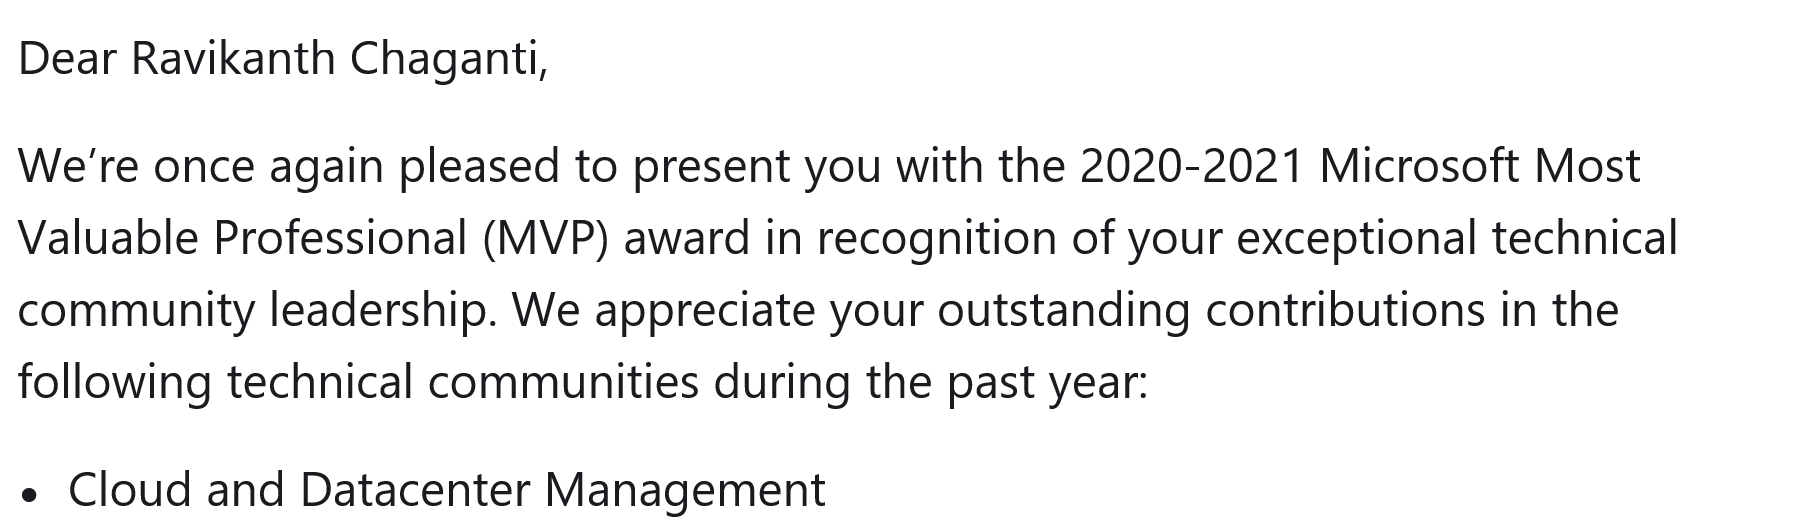 Dear Ravikanth Chaganti,
We’re once again pleased to present you with the 2020-2021 Microsoft Most
Valuable Professional (MVP) award in recognition of your exceptional technical
community leadership. We appreciate your outstanding contributions in the
following technical communities during the past year:
• Cloud and Datacenter Management